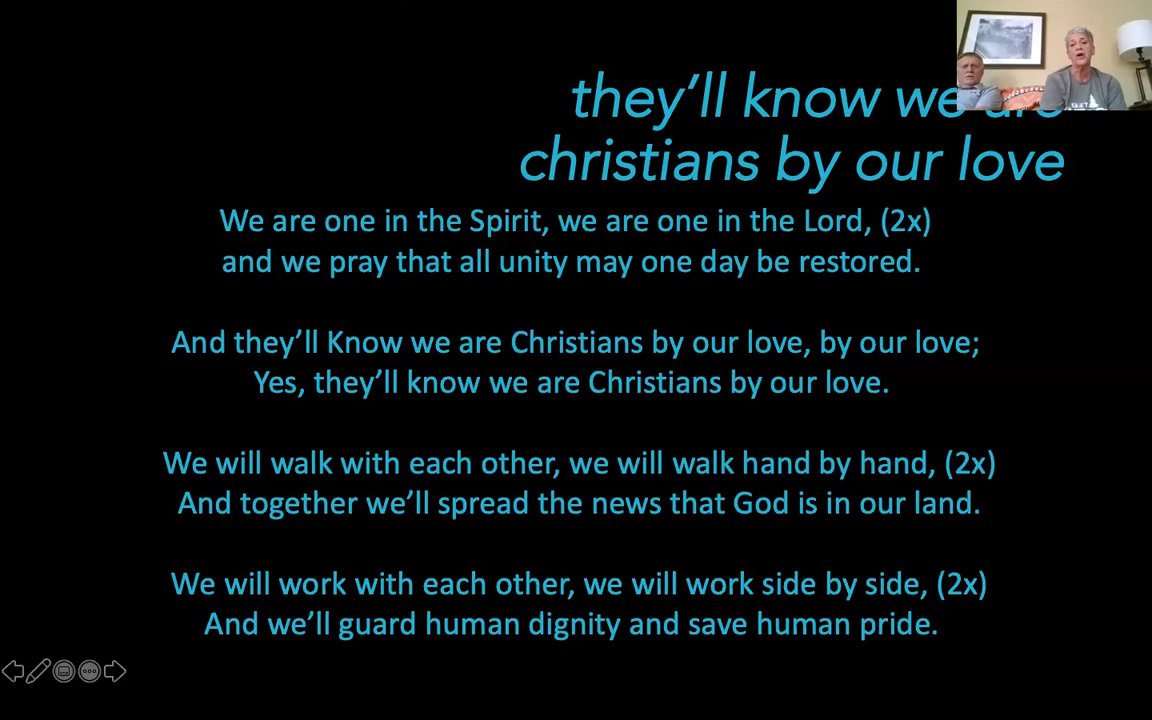 they’ll know we are
christians by our love
We are one in the Spirit, we are one in the Lord, (2x)
and we pray that all unity may one day be restored.
And they’ll Know we are Christians by our love, by our love;
Yes, they’ll know we are Christians by our love.
We will walk with each other, we will walk hand by hand, (2x)
And together we’ll spread the news that God is in our land.
We will work with each other, we will work side by side, (2x)
And we’ll guard human dignity and save human pride.